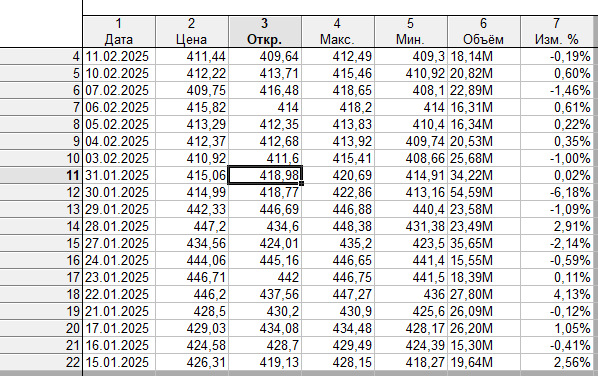 1 2 3 4 5 6 7
Дата Цена Откр. Макс. Мин. Объём Изм. %
4 11.02.2025 411,44 409,64 412,49 409,3 18,14M -0,19%
5 10.02.2025 412,22 413,71 415,46 410,92 20,82M 0,60%
6 07.02.2025 409,75 416,48 418,65 408,1 22,89M -1,46%
7 06.02.2025 415,82 414 418,2 414 16,31M 0,61%
8 05.02.2025 413,29 412,35 413,83 410,4 16,34M 0,22%
9 04.02.2025 412,37 412,68 413,92 409,74 20,53M 0,35%
10 03.02.2025 410,92 411,6 415,41 408,66 25,68M -1,00%
11 31.01.2025 415,06 418,98 420,69 414,91 34,22M 0,02%
12 30.01.2025 414,99 418,77 422,86 413,16 54,59M -6,18%
13 29.01.2025 442,33 446,69 446,88 440,4 23,58M -1,09%
14 28.01.2025 447,2 434,6 448,38 431,38 23,49M 2,91%
15 27.01.2025 434,56 424,01 435,2 423,5 35,65M -2,14%
16 24.01.2025 444,06 445,16 446,65 441,4 15,55M -0,59%
17 23.01.2025 446,71 442 446,75 441,5 18,39M 0,11%
18 22.01.2025 446,2 437,56 447,27 436 27,80M 4,13%
19 21.01.2025 428,5 430,2 430,9 425,6 26,09M -0,12%
20 17.01.2025 429,03 434,08 434,48 428,17 26,20M 1,05%
21 16.01.2025 424,58 428,7 429,49 424,39 15,30M -0,41%
22 15.01.2025 426,31 419,13 428,15 418,27 19,64M 2,56%